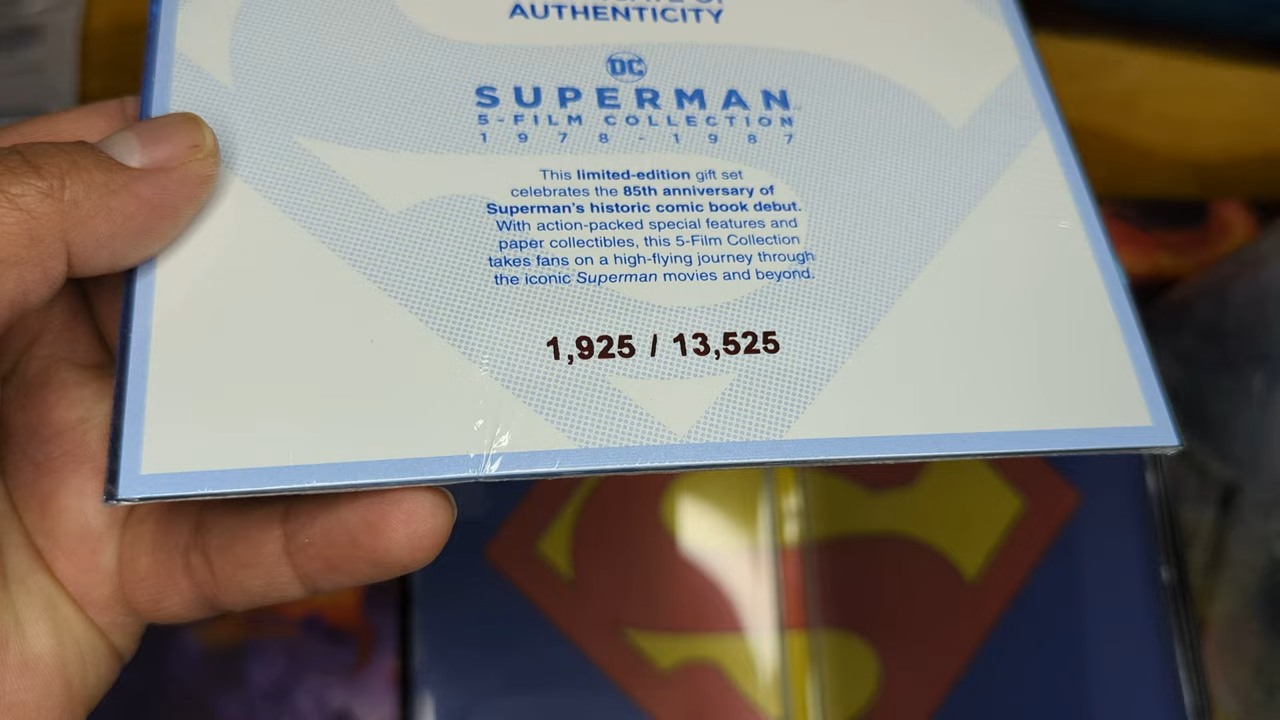 AUTHENTICITY
DC
SUPERMAN
5-FILM COLLECTION
1978-1987
This limited-edition gift set
celebrates the 85th anniversary of
Superman's historic comic book debut.
With action-packed special features and
paper collectibles, this 5-Film Collection
takes fans on a high-flying journey through
the iconic Superman movies and beyond.
1,925 / 13,525